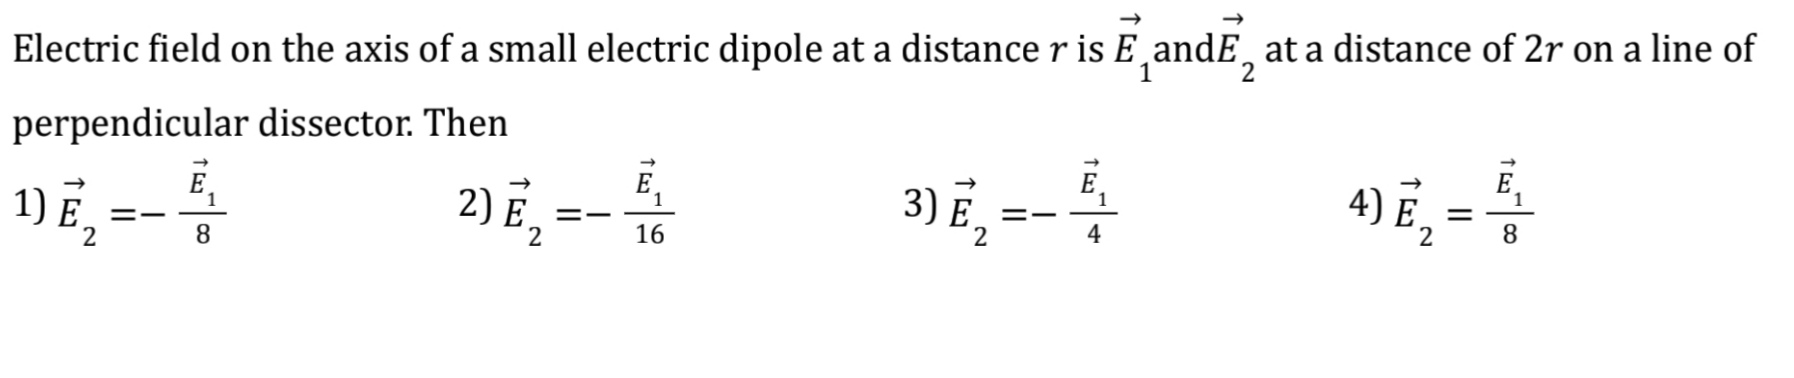 Electric field on the axis of a small electric dipole at a distance r is $\vec{E}_1$and$\vec{E}_2$ at a distance of 2r on a line of
perpendicular dissector. Then
1) $\vec{E}_2 = -\frac{\vec{E}_1}{8}$ 2) $\vec{E}_2 = -\frac{\vec{E}_1}{16}$ 3) $\vec{E}_2 = -\frac{\vec{E}_1}{4}$ 4) $\vec{E}_2 = \frac{\vec{E}_1}{8}$